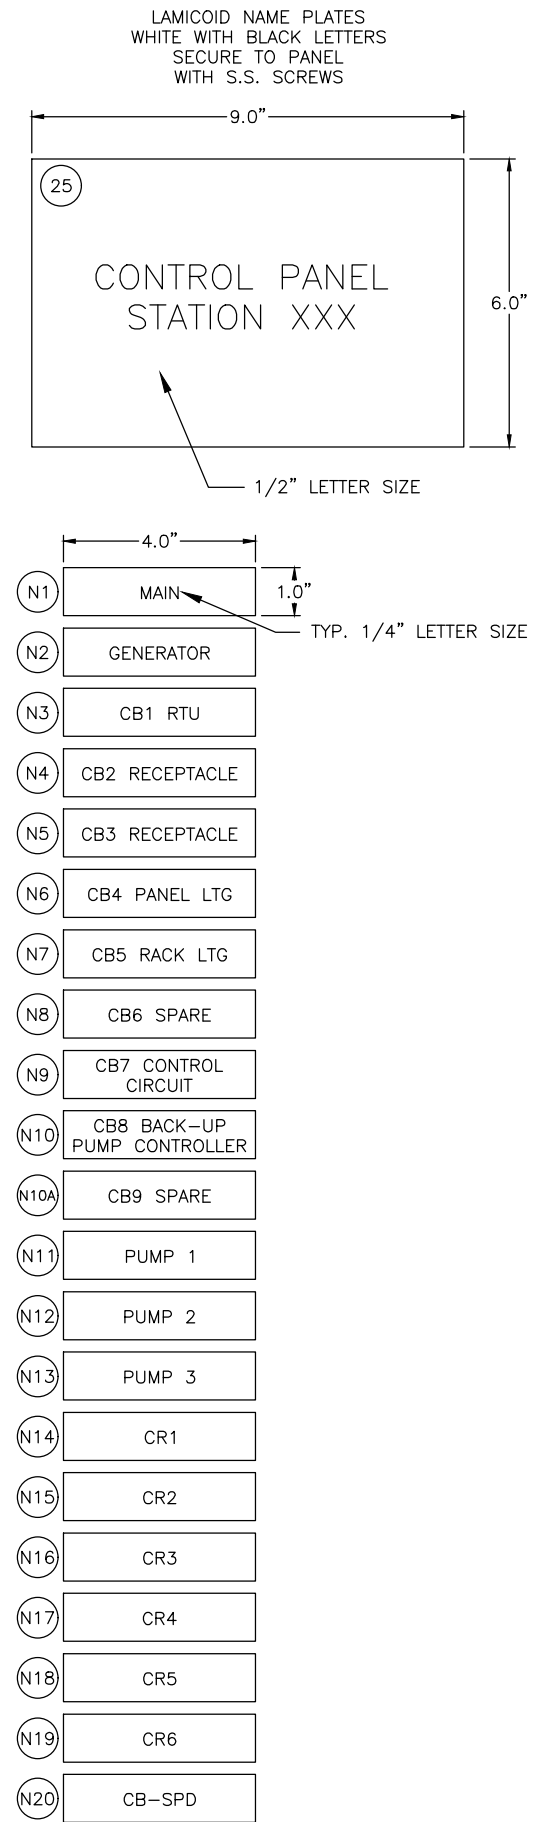 LAMICOID NAME PLATES
WHITE WITH BLACK LETTERS
SECURE TO PANEL
WITH S.S. SCREWS
9.0”
25
CONTROL PANEL
STATION XXX
6.0”
1/2” LETTER SIZE
4.0”
N1 MAIN 1.0”
TYP. 1/4” LETTER SIZE
N2 GENERATOR
N3 CB1 RTU
N4 CB2 RECEPTACLE
N5 CB3 RECEPTACLE
N6 CB4 PANEL LTG
N7 CB5 RACK LTG
N8 CB6 SPARE
N9 CB7 CONTROL
CIRCUIT
N10 CB8 BACK-UP
PUMP CONTROLLER
N10A CB9 SPARE
N11 PUMP 1
N12 PUMP 2
N13 PUMP 3
N14 CR1
N15 CR2
N16 CR3
N17 CR4
N18 CR5
N19 CR6
N20 CB-SPD